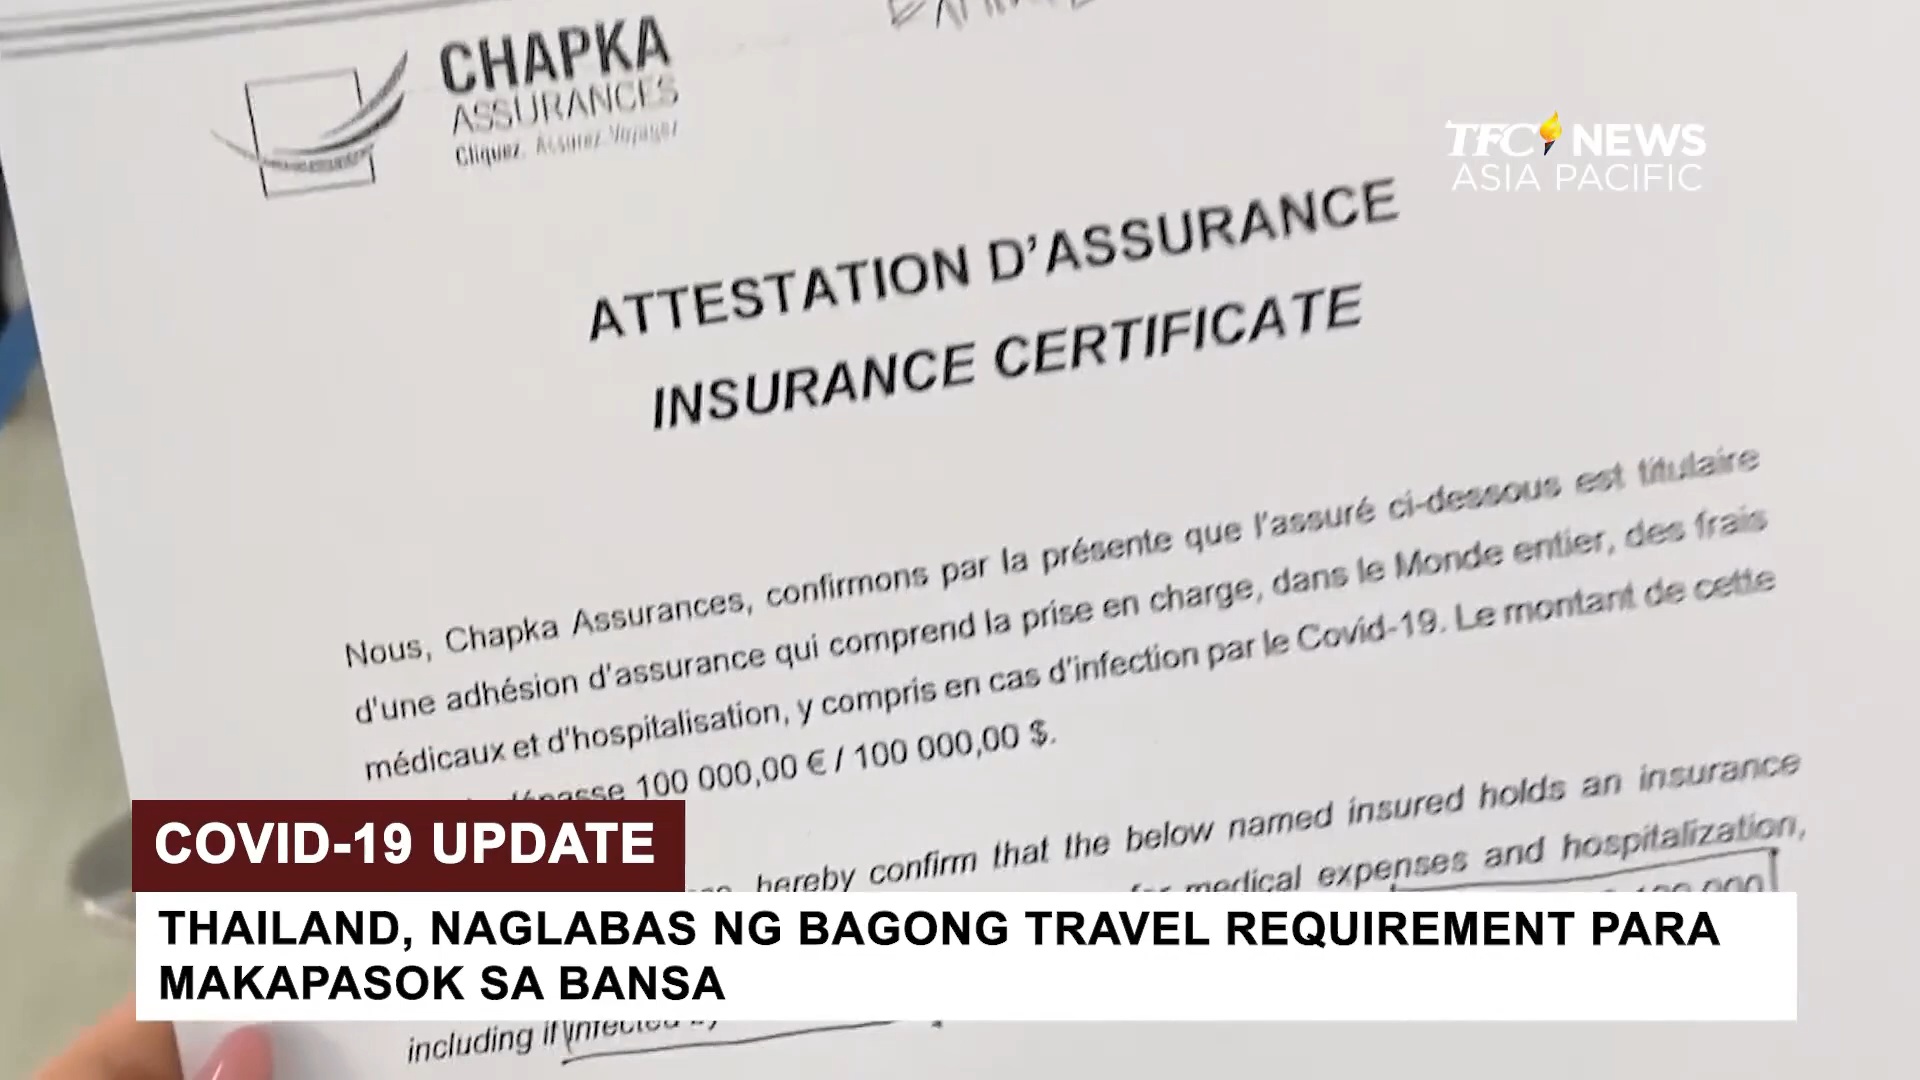 CHAPKA
ASSURANCES
Cliquez. Assurez. Voyagez
TFC NEWS
ASIA PACIFIC
ATTESTATION D'ASSURANCE
INSURANCE CERTIFICATE
Nous, Chapka Assurances, confirmons par la présente que l'assuré ci-dessous est titulaire
d'une adhésion d'assurance qui comprend la prise en charge, dans le Monde entier, des frais
médicaux et d'hospitalisation, y compris en cas d'infection par le Covid-19. Le montant de cette
100 000,00 € / 100 000,00 $.
hereby confirm that the below named insured holds an insurance
medical expenses and hospitalization,
COVID-19 UPDATE
THAILAND, NAGLABAS NG BAGONG TRAVEL REQUIREMENT PARA
MAKAPASOK SA BANSA
including if infected